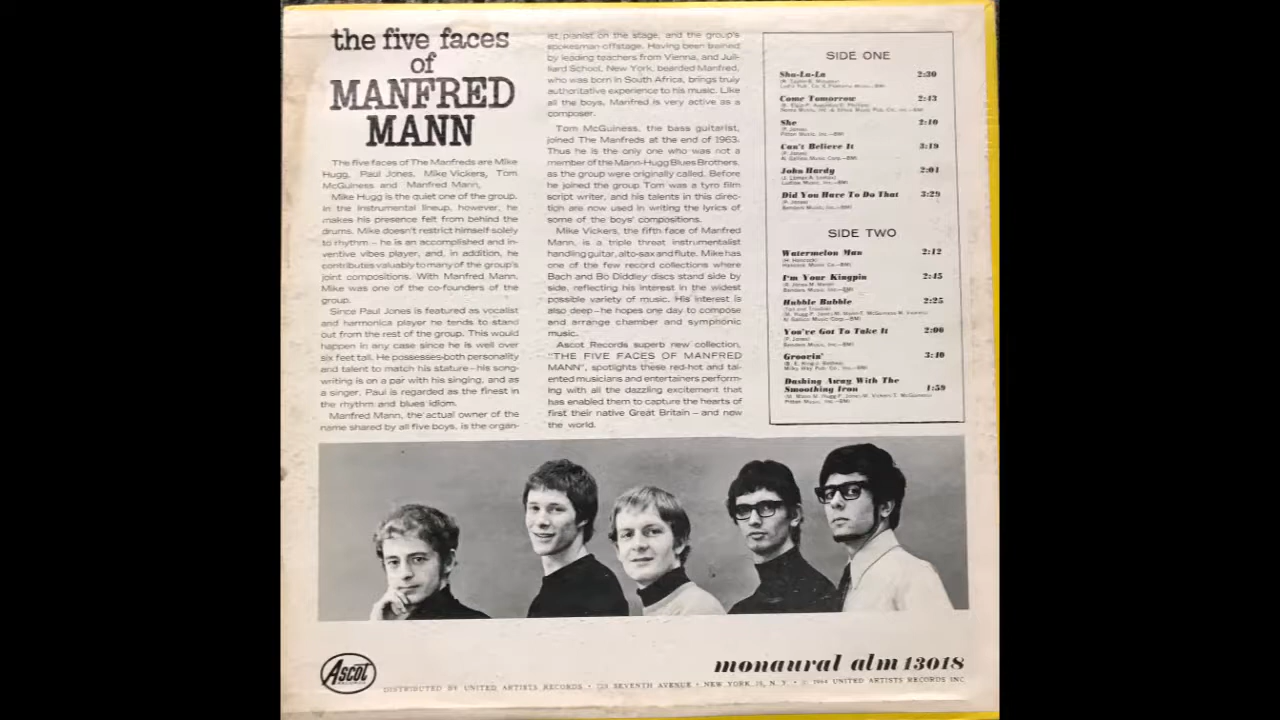 the five faces
of
MANFRED
MANN
The five faces of The Manfreds are Mike
Hugg, Paul Jones, Mike Vickers, Tom
McGuiness and Manfred Mann,
Mike Hugg is the quiet one of the group.
In the instrumental lineup, however, he
makes his presence felt from behind the
drums. Mike doesn't restrict himself solely
to rhythm – he is an accomplished and in-
ventive vibes player, and, in addition, he
contributes valuably to many of the group's
joint compositions. With Manfred Mann,
Mike was one of the co-founders of the
group.
Since Paul Jones is featured as vocalist
and harmonica player he tends to stand
out from the rest of the group. This would
happen in any case since he is well over
six feet tall. He possesses both personality
and talent to match his stature – his song-
writing is on a par with his singing, and as
a singer, Paul is regarded as the finest in
the rhythm and blues idiom.
Manfred Mann, the actual owner of the
name shared by all five boys, is the organ-
ist, pianist on the stage, and the group's
spokesman offstage. Having been trained
by leading teachers from Vienna, and Juil-
liard School, New York, bearded Manfred,
who was born in South Africa, brings truly
authoritative experience to his music. Like
all the boys, Manfred is very active as a
composer.
Tom McGuiness, the bass guitarist,
joined The Manfreds at the end of 1963.
Thus he is the only one who was not a
member of the Mann-Hugg Blues Brothers,
as the group were originally called. Before
he joined the group Tom was a tyro film
script writer, and his talents in this direc-
tion are now used in writing the lyrics of
some of the boys' compositions.
Mike Vickers, the fifth face of Manfred
Mann, is a triple threat instrumentalist
handling guitar, alto-sax and flute. Mike has
one of the few record collections where
Bach and Bo Diddley discs stand side by
side, reflecting his interest in the widest
possible variety of music. His interest is
also deep – he hopes one day to compose
and arrange chamber and symphonic
music.
Ascot Records superb new collection,
"THE FIVE FACES OF MANFRED
MANN", spotlights these red-hot and tal-
ented musicians and entertainers perform-
ing with all the dazzling excitement that
has enabled them to capture the hearts of
first their native Great Britain – and now
the world.
SIDE ONE
Sha-La-La 2:30
Come Tomorrow 2:43
She 2:10
(P. Jones)
Can't Believe It 3:19
(P. Jones)
John Hardy 2:01
Did You Have To Do That 3:29
(P. Jones)
SIDE TWO
Watermelon Man 2:12
(H. Hancock)
I'm Your Kingpin 2:45
Hubble Bubble 2:25
You've Got To Take It 2:00
(P. Jones)
Groovin' 3:10
Dashing Away With The
Smoothing Iron 1:59
Ascot
RECORDS
monaural alm 13018
DISTRIBUTED BY UNITED ARTISTS RECORDS • 729 SEVENTH AVENUE • NEW YORK 19, N. Y. • © 1964 UNITED ARTISTS RECORDS INC